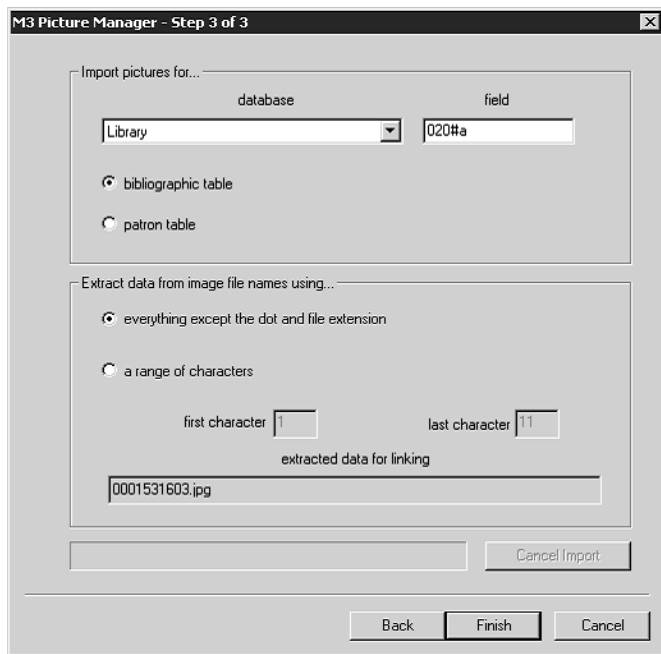 M3 Picture Manager - Step 3 of 3
Import pictures for...
database field
Library 020#a
bibliographic table
patron table
Extract data from image file names using...
everything except the dot and file extension
a range of characters
first character 1 last character 11
extracted data for linking
0001531603.jpg
Cancel Import
Back Finish Cancel